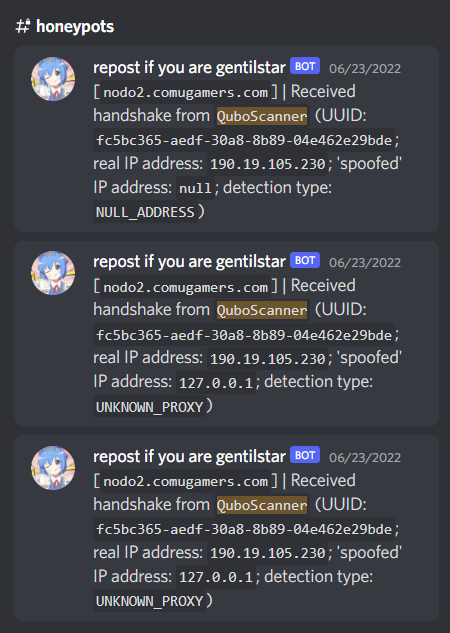 # honeypots
repost if you are gentilstar BOT 06/23/2022
[nodo2.comugamers.com] | Received
handshake from QuboScanner (UUID:
fc5bc365-aedf-30a8-8b89-04e462e29bde;
real IP address: 190.19.105.230; 'spoofed'
IP address: null; detection type:
NULL_ADDRESS)
repost if you are gentilstar BOT 06/23/2022
[nodo2.comugamers.com] | Received
handshake from QuboScanner (UUID:
fc5bc365-aedf-30a8-8b89-04e462e29bde;
real IP address: 190.19.105.230; 'spoofed'
IP address: 127.0.0.1; detection type:
UNKNOWN_PROXY)
repost if you are gentilstar BOT 06/23/2022
[nodo2.comugamers.com] | Received
handshake from QuboScanner (UUID:
fc5bc365-aedf-30a8-8b89-04e462e29bde;
real IP address: 190.19.105.230; 'spoofed'
IP address: 127.0.0.1; detection type:
UNKNOWN_PROXY)